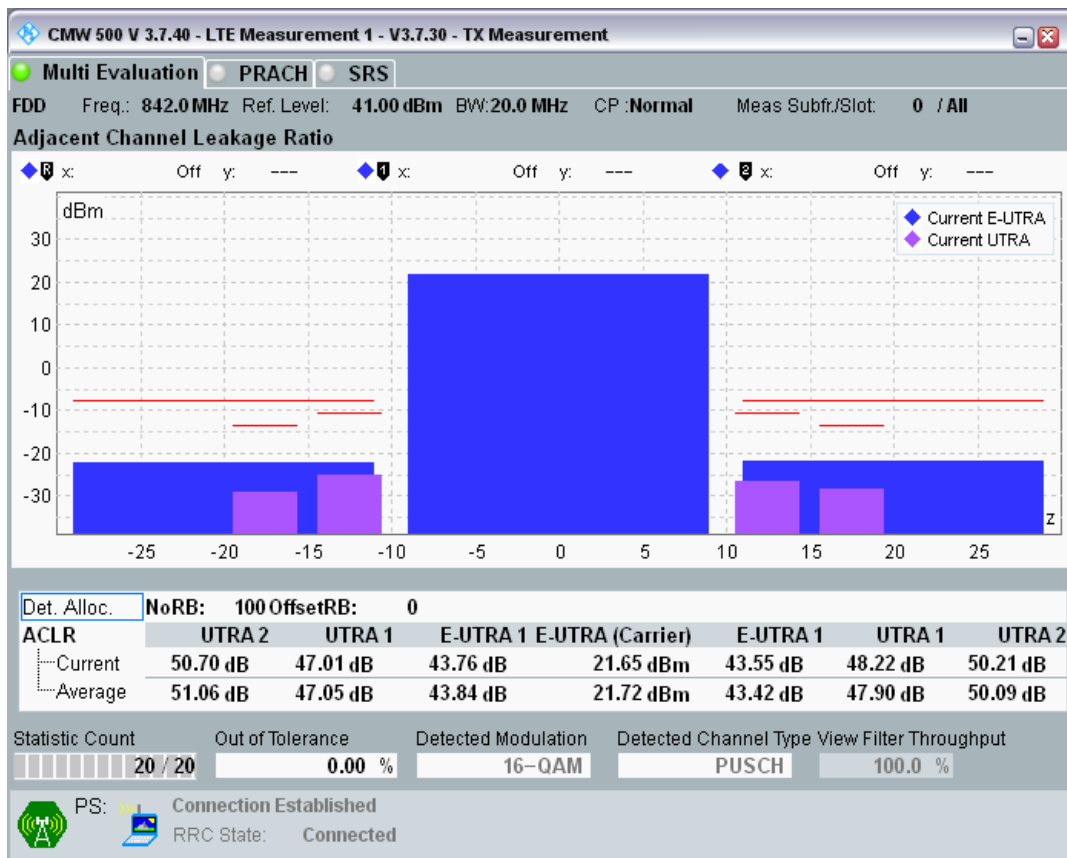 CMW 500 V 3.7.40 - LTE Measurement 1 - V3.7.30 - TX Measurement
Multi Evaluation PRACH SRS
FDD Freq.: 842.0 MHz Ref. Level: 41.00 dBm BW:20.0 MHz CP :Normal Meas Subfr./Slot: 0 / All
Adjacent Channel Leakage Ratio
R x: Off y: --- 1 x: Off y: --- 2 x: Off y: ---
dBm
Current E-UTRA
Current UTRA
30
20
10
0
-10
-20
-30
z
-25 -20 -15 -10 -5 0 5 10 15 20 25
Det. Alloc. NoRB: 100 OffsetRB: 0
ACLR UTRA 2 UTRA 1 E-UTRA 1 E-UTRA (Carrier) E-UTRA 1 UTRA 1 UTRA 2
Current 50.70 dB 47.01 dB 43.76 dB 21.65 dBm 43.55 dB 48.22 dB 50.21 dB
Average 51.06 dB 47.05 dB 43.84 dB 21.72 dBm 43.42 dB 47.90 dB 50.09 dB
Statistic Count Out of Tolerance Detected Modulation Detected Channel Type View Filter Throughput
20 / 20 0.00 % 16-QAM PUSCH 100.0 %
PS: Connection Established
RRC State: Connected